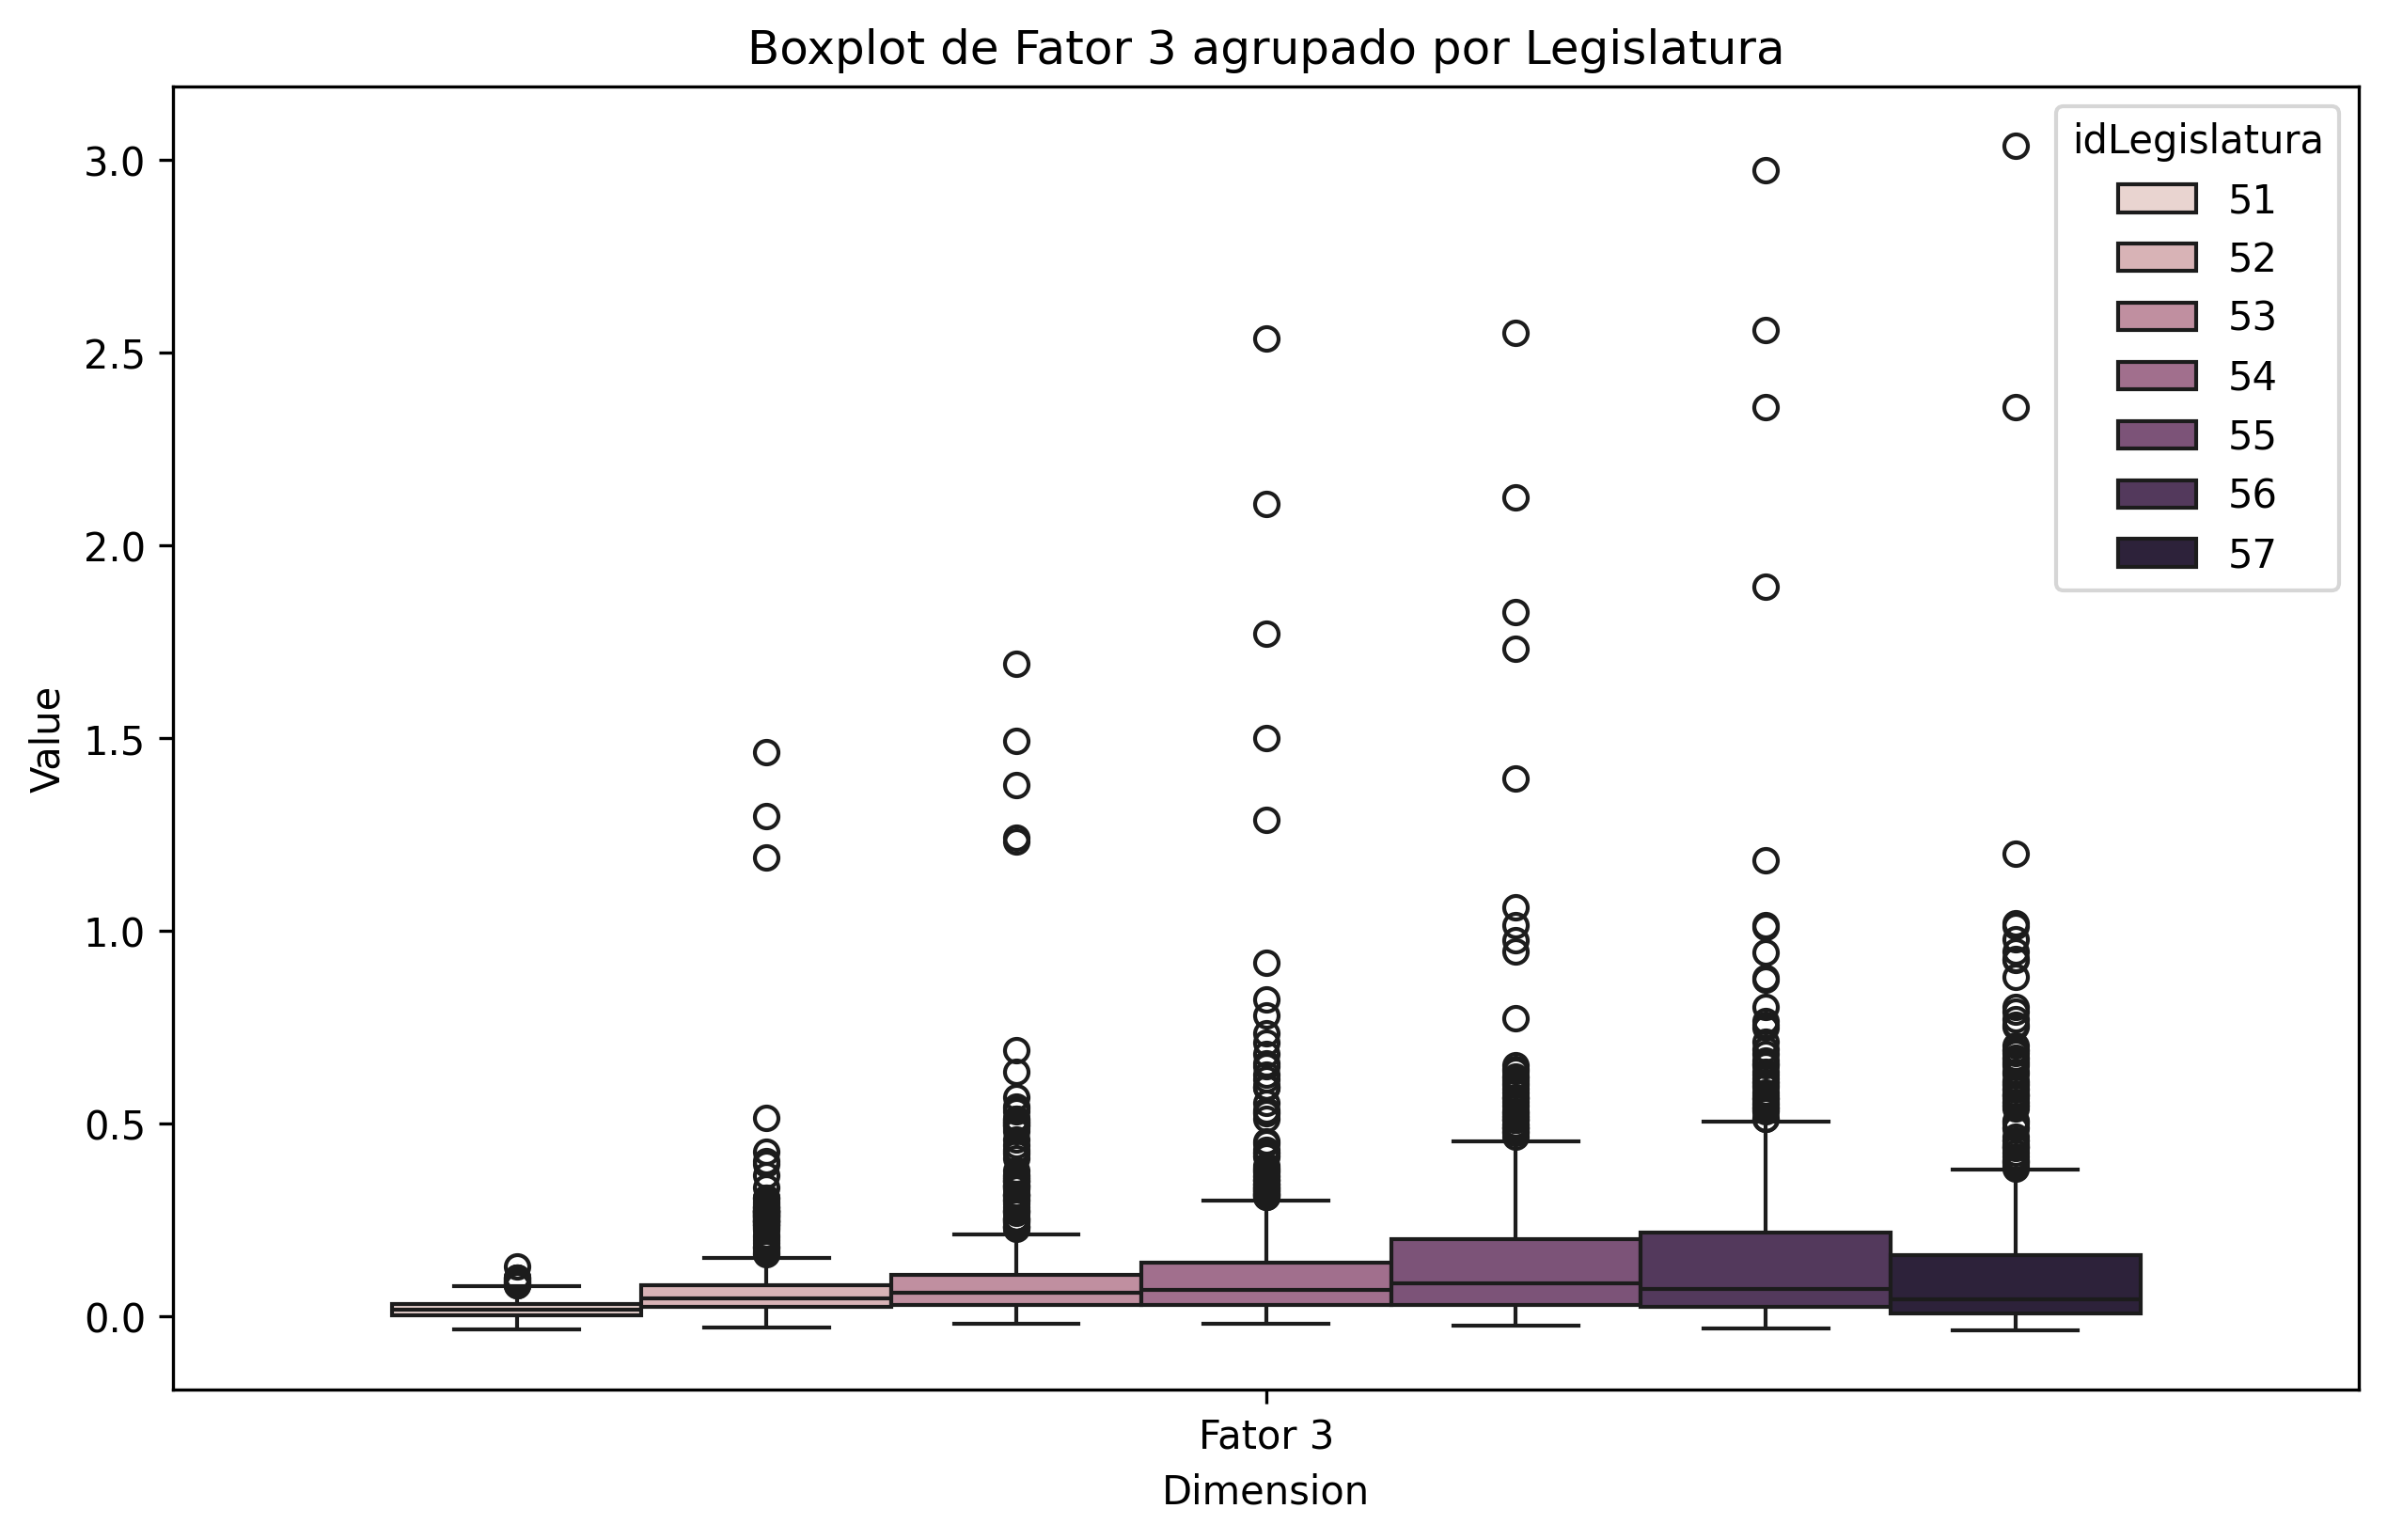 Boxplot de Fator 3 agrupado por Legislatura
Value
3.0
2.5
2.0
1.5
1.0
0.5
0.0
idLegislatura
51
52
53
54
55
56
57
Fator 3
Dimension